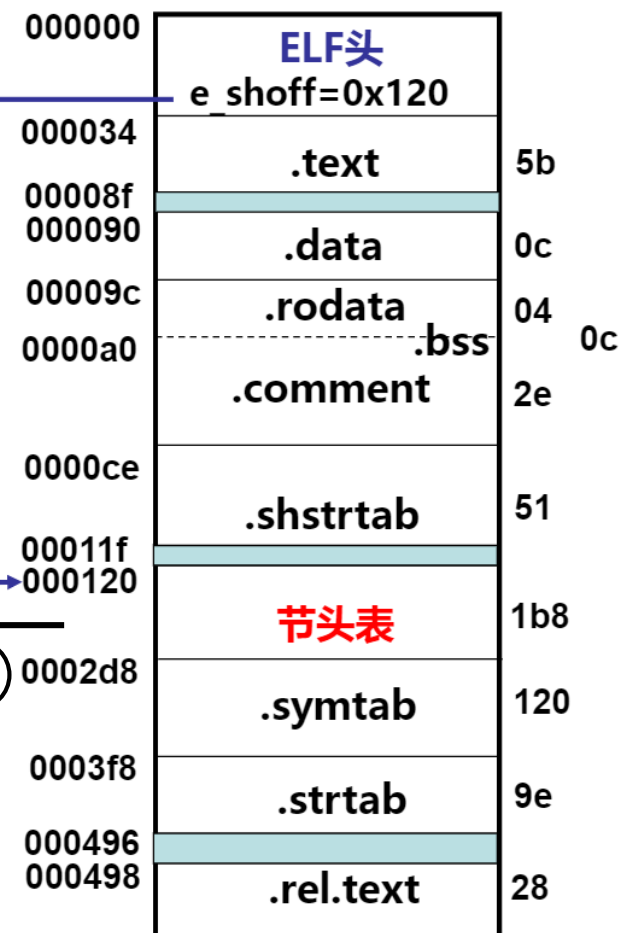 000000
ELF头
e_shoff=0x120
000034
.text
5b
00008f
000090
.data
0c
00009c
.rodata
04
.bss
0c
0000a0
.comment
2e
0000ce
.shstrtab
51
00011f
000120
节头表
1b8
0002d8
.symtab
120
0003f8
.strtab
9e
000496
000498
.rel.text
28